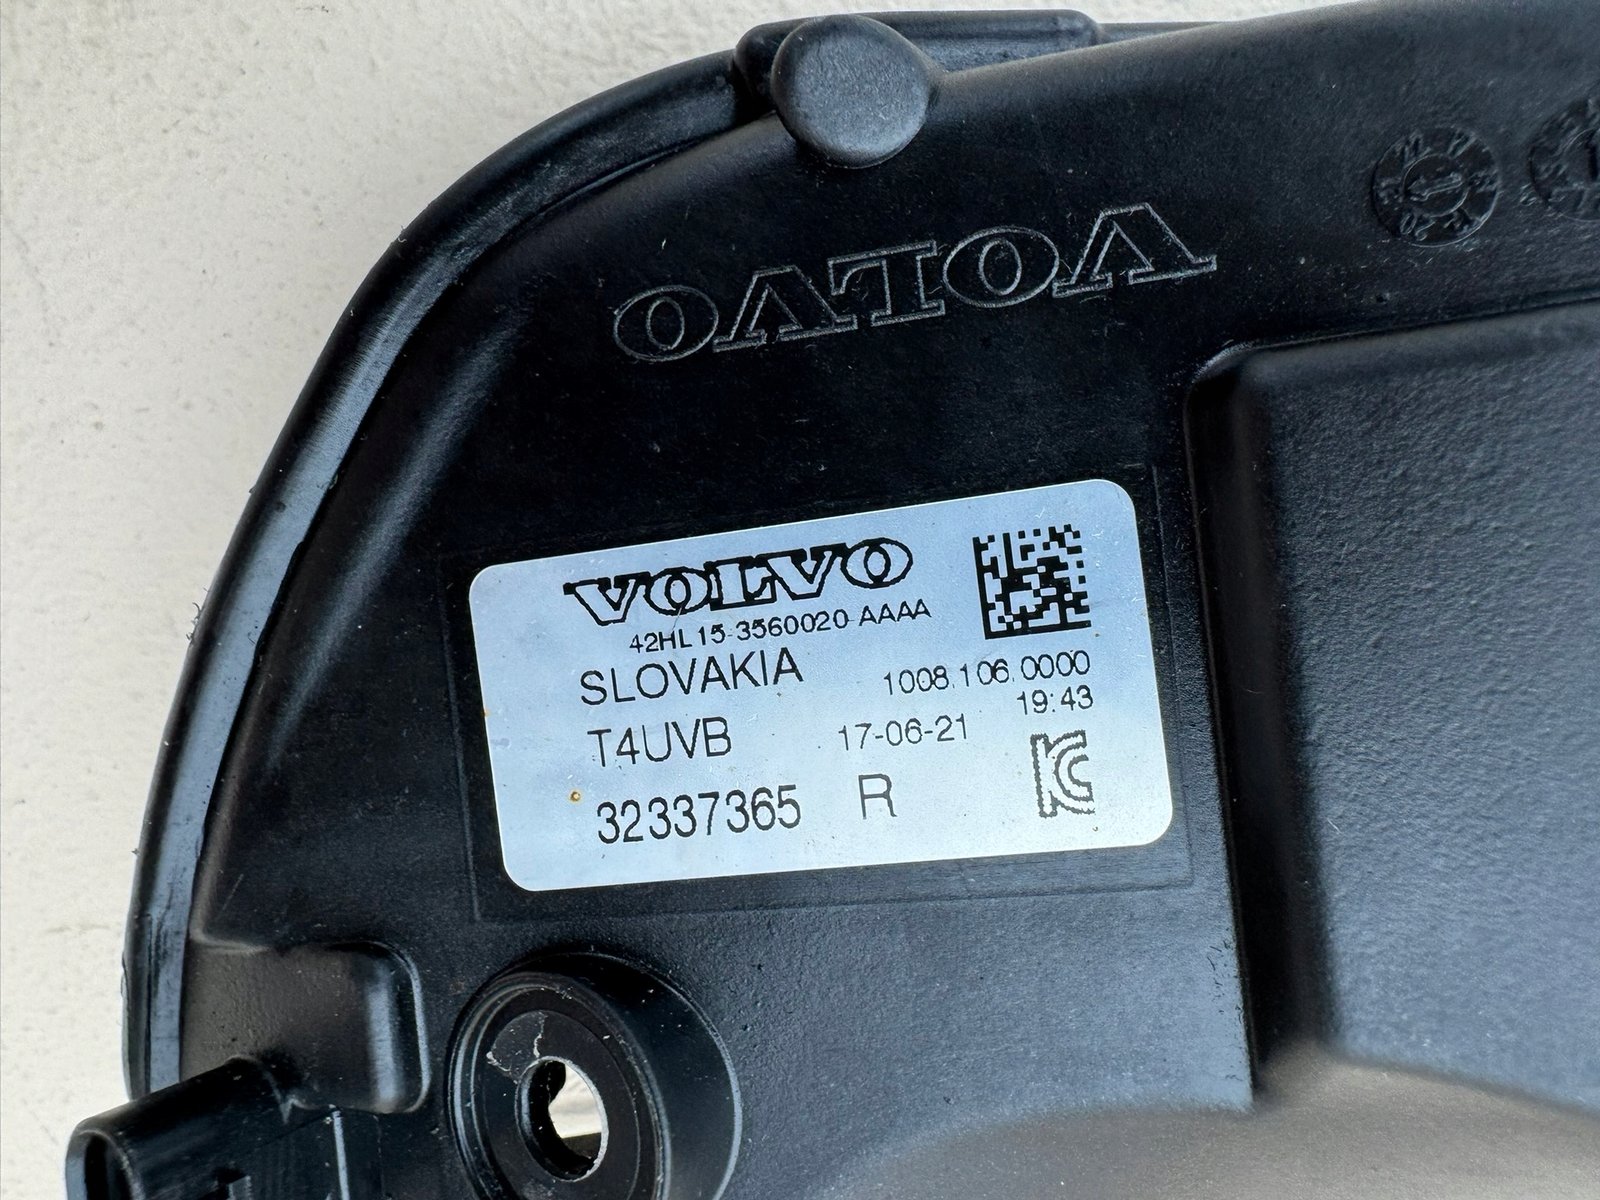 VOLVO
VOLVO
42HL15-3560020-AAAA
SLOVAKIA
1008.106.0000
19:43
T4UVB
17-06-21
32337365
R